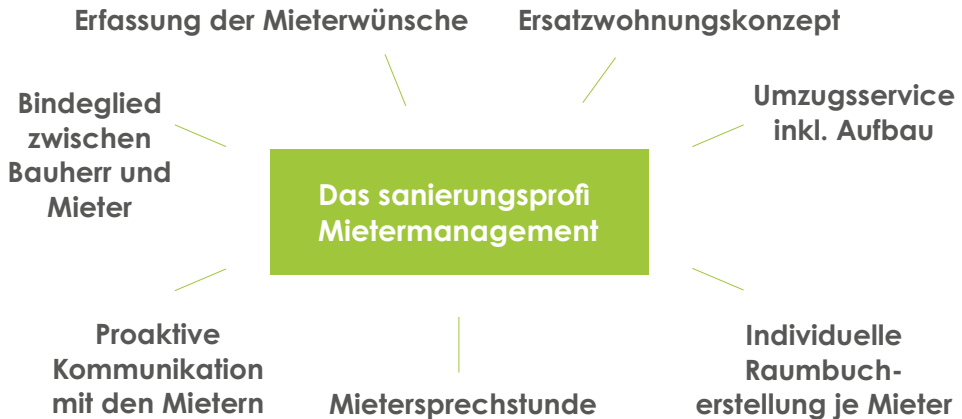 Erfassung der Mieterwünsche
Ersatzwohnungskonzept
Bindeglied
zwischen
Bauherr und
Mieter
Umzugsservice
inkl. Aufbau
Das sanierungsprofi
Mietermanagement
Proaktive
Kommunikation
mit den Mietern
Mietersprechstunde
Individuelle
Raumbuch-
erstellung je Mieter